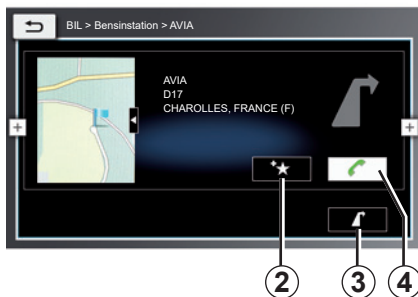 BIL > Bensinstation > AVIA
AVIA
D17
CHAROLLES, FRANCE (F)
2
3
4